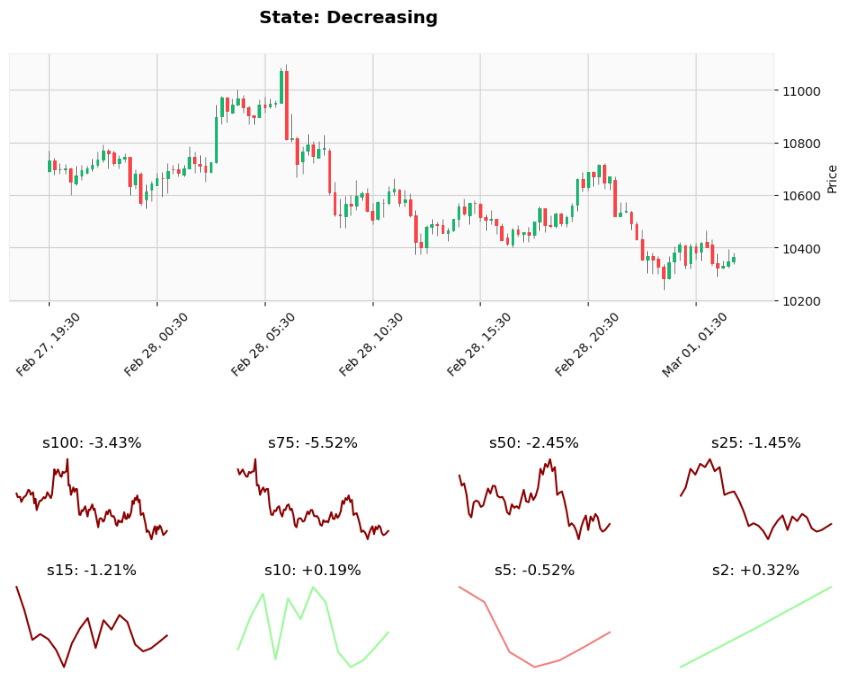 State: Decreasing
11000
10800
10600
10400
10200
Price
Feb 27, 19:30
Feb 28, 00:30
Feb 28, 05:30
Feb 28, 10:30
Feb 28, 15:30
Feb 28, 20:30
Mar 01, 01:30
s100: -3.43%
s75: -5.52%
s50: -2.45%
s25: -1.45%
s15: -1.21%
s10: +0.19%
s5: -0.52%
s2: +0.32%